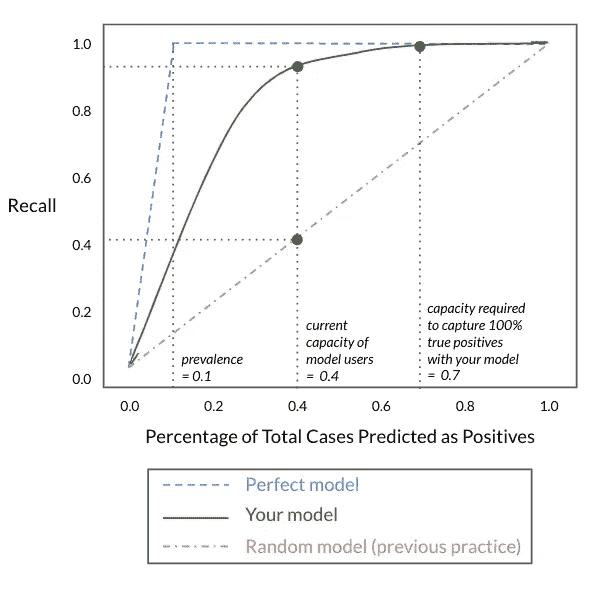 1.0
0.8
0.6
Recall
0.4
0.2
0.0
prevalence
= 0.1
current
capacity of
model users
= 0.4
capacity required
to capture 100%
true positives
with your model
= 0.7
0.0 0.2 0.4 0.6 0.8 1.0
Percentage of Total Cases Predicted as Positives
Perfect model
Your model
Random model (previous practice)